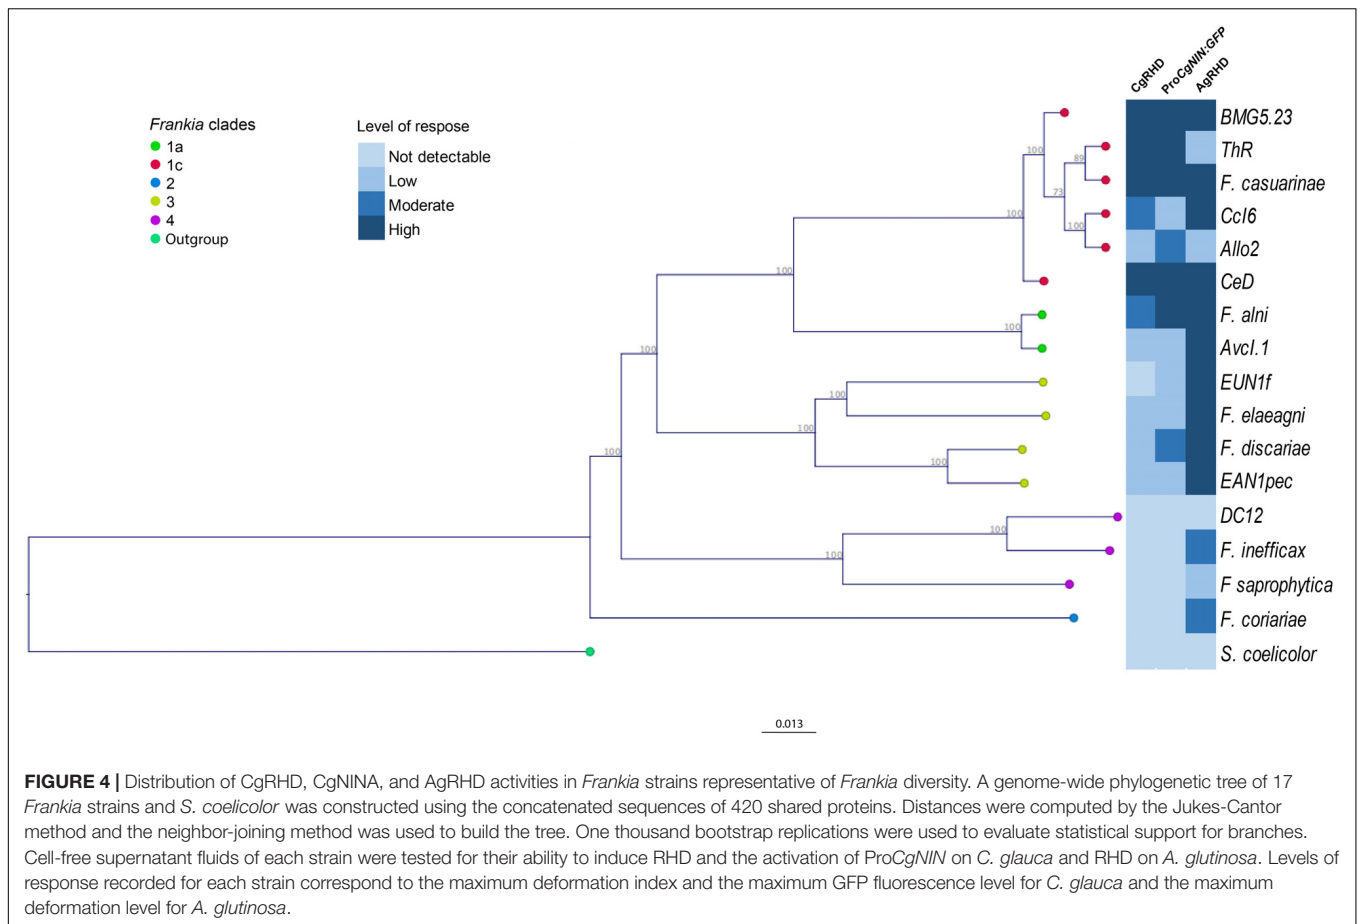 CgRHD
ProCgNIN:GFP
AgRHD
Frankia clades
1a
1c
2
3
4
Outgroup
Level of respose
Not detectable
Low
Moderate
High
BMG5.23
ThR
F. casuarinae
CcI6
Allo2
CeD
F. alni
AvcI.1
EUN1f
F. elaeagni
F. discariae
EAN1pec
DC12
F. inefficax
F saprophytica
F. coriariae
S. coelicolor
100
89
73
100
100
100
100
100
100
100
100
100
100
100
0.013
FIGURE 4 | Distribution of CgRHD, CgNINA, and AgRHD activities in Frankia strains representative of Frankia diversity. A genome-wide phylogenetic tree of 17
Frankia strains and S. coelicolor was constructed using the concatenated sequences of 420 shared proteins. Distances were computed by the Jukes-Cantor
method and the neighbor-joining method was used to build the tree. One thousand bootstrap replications were used to evaluate statistical support for branches.
Cell-free supernatant fluids of each strain were tested for their ability to induce RHD and the activation of ProCgNIN on C. glauca and RHD on A. glutinosa. Levels of
response recorded for each strain correspond to the maximum deformation index and the maximum GFP fluorescence level for C. glauca and the maximum
deformation level for A. glutinosa.